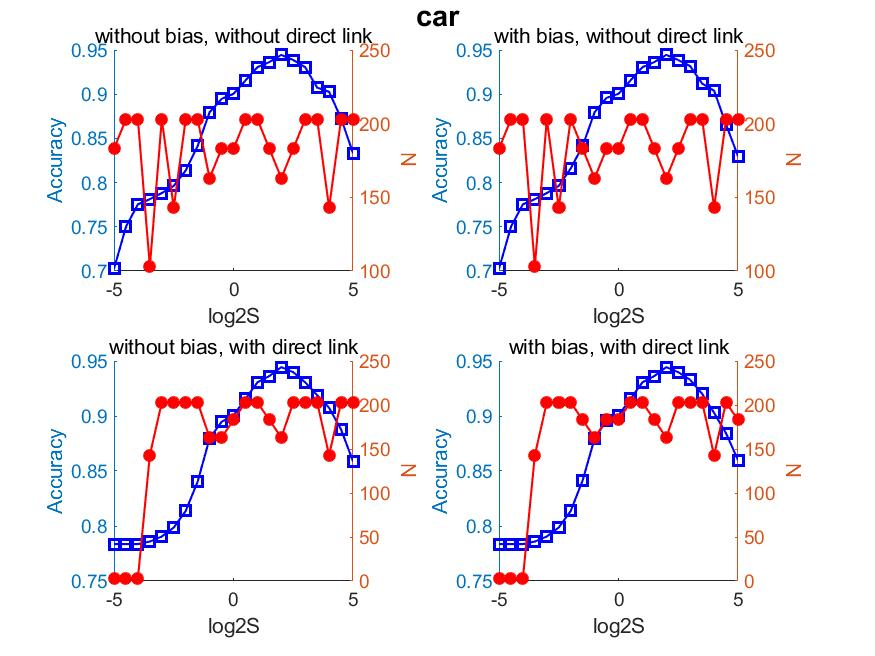 car
without bias, without direct link
0.95
0.9
0.85
0.8
0.75
0.7
Accuracy
250
200
150
100
N
-5 0 5
log2S
with bias, without direct link
0.95
0.9
0.85
0.8
0.75
0.7
Accuracy
250
200
150
100
N
-5 0 5
log2S
without bias, with direct link
0.95
0.9
0.85
0.8
0.75
Accuracy
250
200
150
100
50
0
N
-5 0 5
log2S
with bias, with direct link
0.95
0.9
0.85
0.8
0.75
Accuracy
250
200
150
100
50
0
N
-5 0 5
log2S